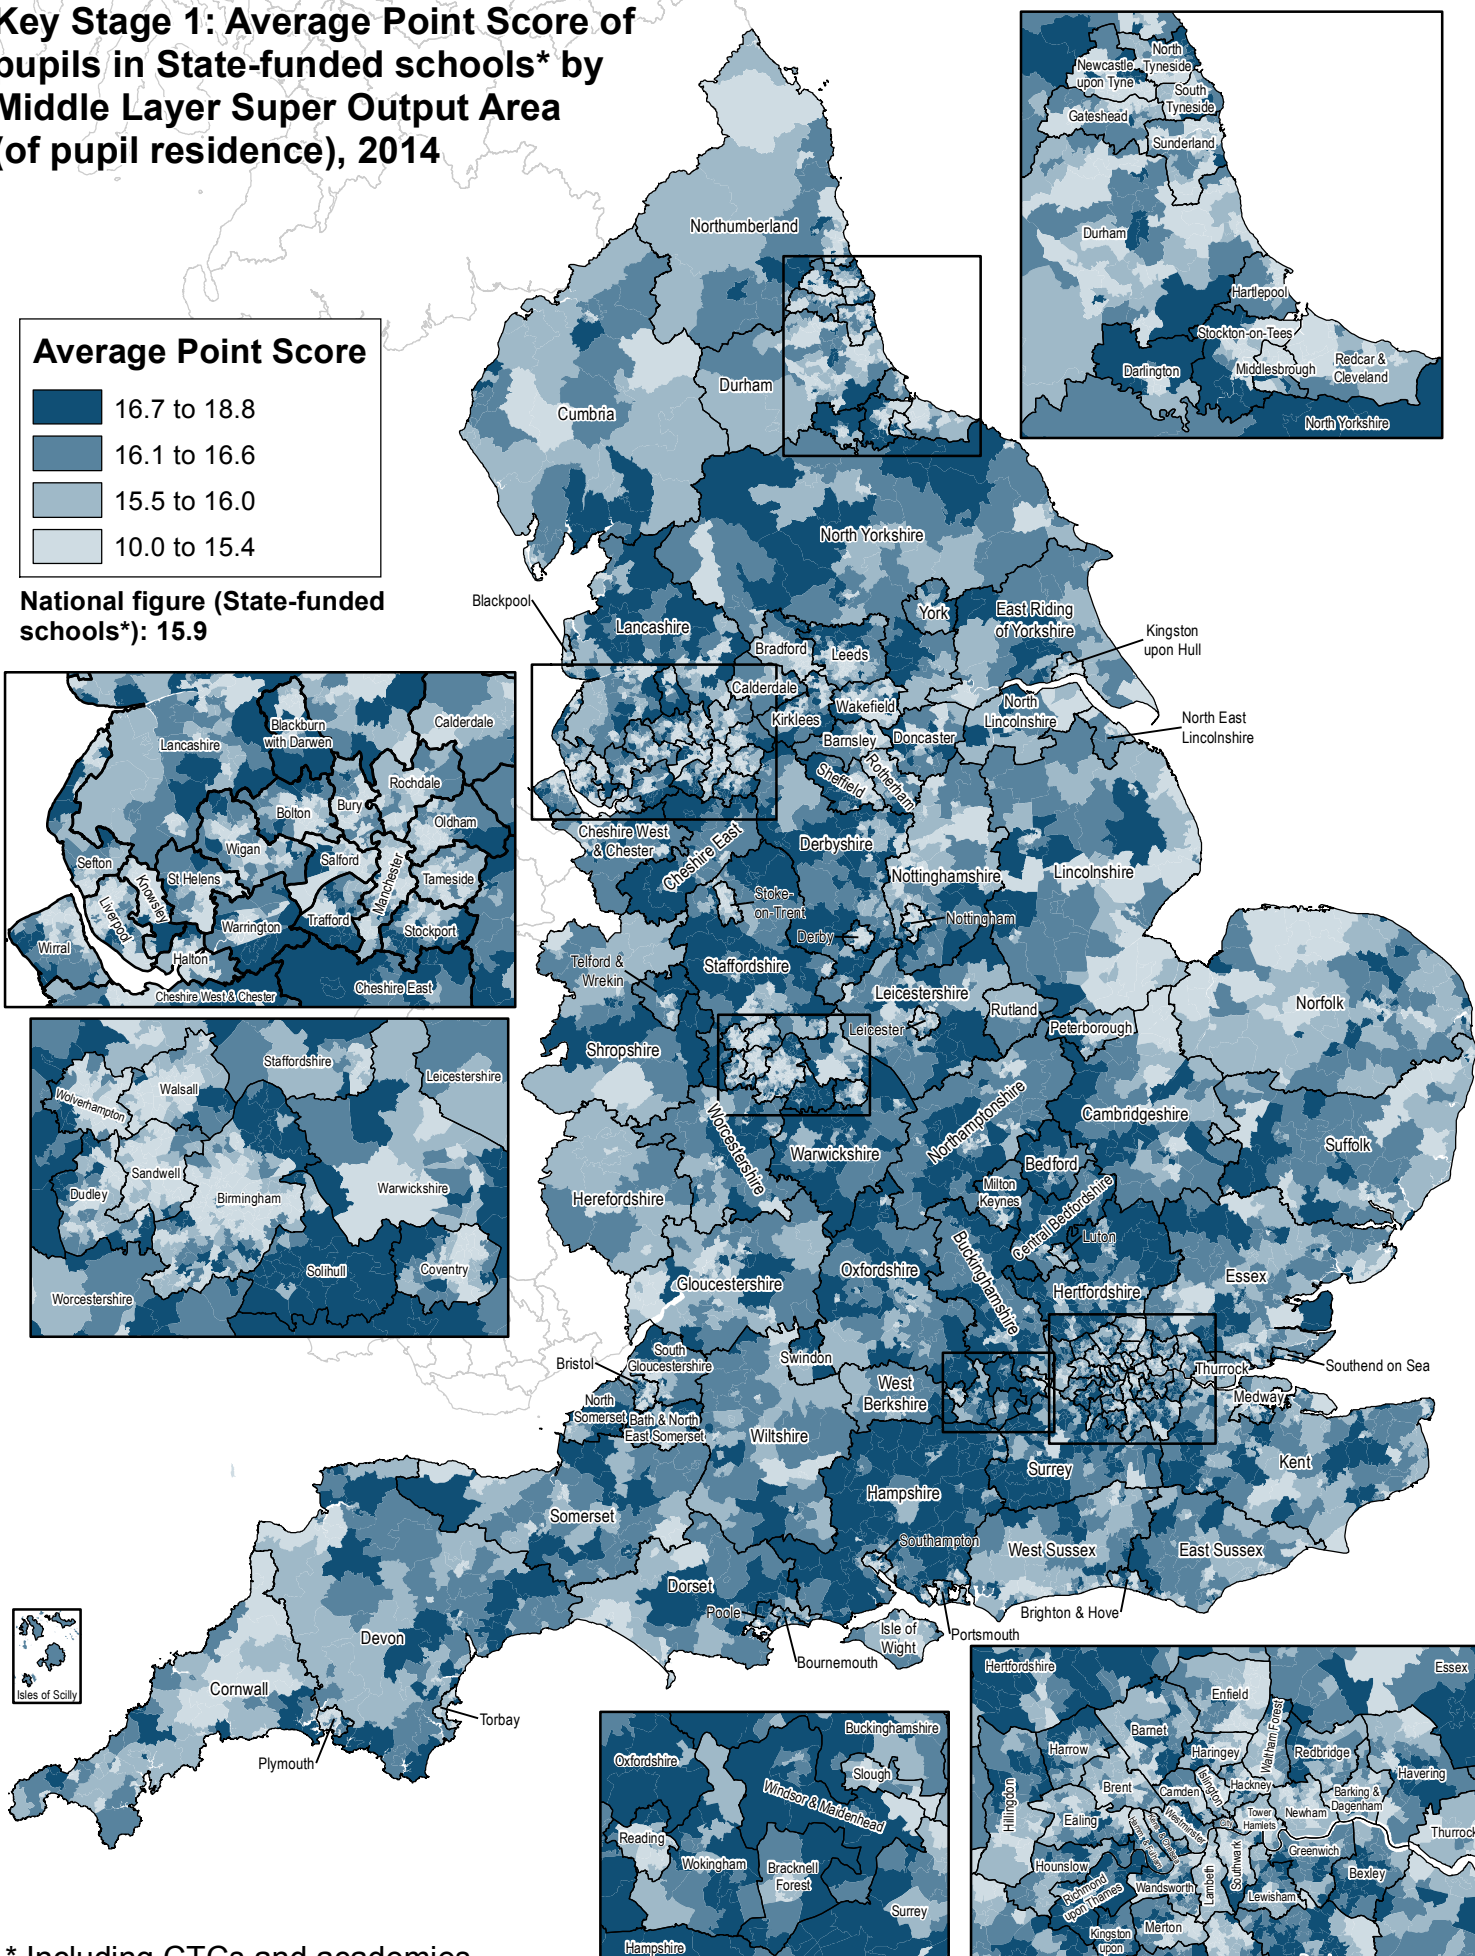 Key Stage 1: Average Point Score of
pupils in State-funded schools* by
Middle Layer Super Output Area
(of pupil residence), 2014
Average Point Score
16.7 to 18.8
16.1 to 16.6
15.5 to 16.0
10.0 to 15.4
National figure (State-funded
schools*): 15.9
Northumberland
Cumbria
Durham
North Yorkshire
Blackpool
Lancashire
York
East Riding
of Yorkshire
Kingston
upon Hull
Bradford
Leeds
Calderdale
Kirklees
Wakefield
North
Lincolnshire
North East
Lincolnshire
Barnsley
Doncaster
Sheffield
Rotherham
Cheshire West
& Chester
Cheshire East
Derbyshire
Nottinghamshire
Lincolnshire
Stoke-
on-Trent
Nottingham
Derby
Telford &
Wrekin
Staffordshire
Leicestershire
Rutland
Leicester
Peterborough
Norfolk
Shropshire
Worcestershire
Warwickshire
Northamptonshire
Cambridgeshire
Suffolk
Herefordshire
Bedford
Milton
Keynes
Central Bedfordshire
Luton
Buckinghamshire
Gloucestershire
Oxfordshire
Hertfordshire
Essex
Bristol
South
Gloucestershire
Swindon
West
Berkshire
Thurrock
Southend on Sea
Medway
North
Somerset
Bath & North
East Somerset
Wiltshire
Surrey
Kent
Hampshire
Somerset
Southampton
West Sussex
East Sussex
Dorset
Poole
Bournemouth
Isle of
Wight
Portsmouth
Brighton & Hove
Devon
Cornwall
Torbay
Plymouth
Isles of Scilly
North
Tyneside
Newcastle
upon Tyne
South
Tyneside
Gateshead
Sunderland
Durham
Hartlepool
Stockton-on-Tees
Darlington
Middlesbrough
Redcar &
Cleveland
North Yorkshire
Lancashire
Blackburn
with Darwen
Calderdale
Rochdale
Bury
Bolton
Oldham
Wigan
Salford
Sefton
St Helens
Knowsley
Manchester
Tameside
Liverpool
Warrington
Trafford
Stockport
Wirral
Halton
Cheshire West & Chester
Cheshire East
Staffordshire
Leicestershire
Walsall
Wolverhampton
Sandwell
Dudley
Birmingham
Warwickshire
Solihull
Coventry
Worcestershire
Buckinghamshire
Oxfordshire
Slough
Windsor & Maidenhead
Reading
Wokingham
Bracknell
Forest
Surrey
Hampshire
Hertfordshire
Essex
Enfield
Barnet
Waltham Forest
Harrow
Haringey
Redbridge
Havering
Hillingdon
Brent
Camden
Islington
Hackney
Barking &
Dagenham
Ealing
Westminster
City
Tower
Hamlets
Newham
Thurrock
Hounslow
Southwark
Greenwich
Lambeth
Bexley
Richmond
upon Thames
Wandsworth
Lewisham
Merton
Kingston
upon
* Including CTCs and academies